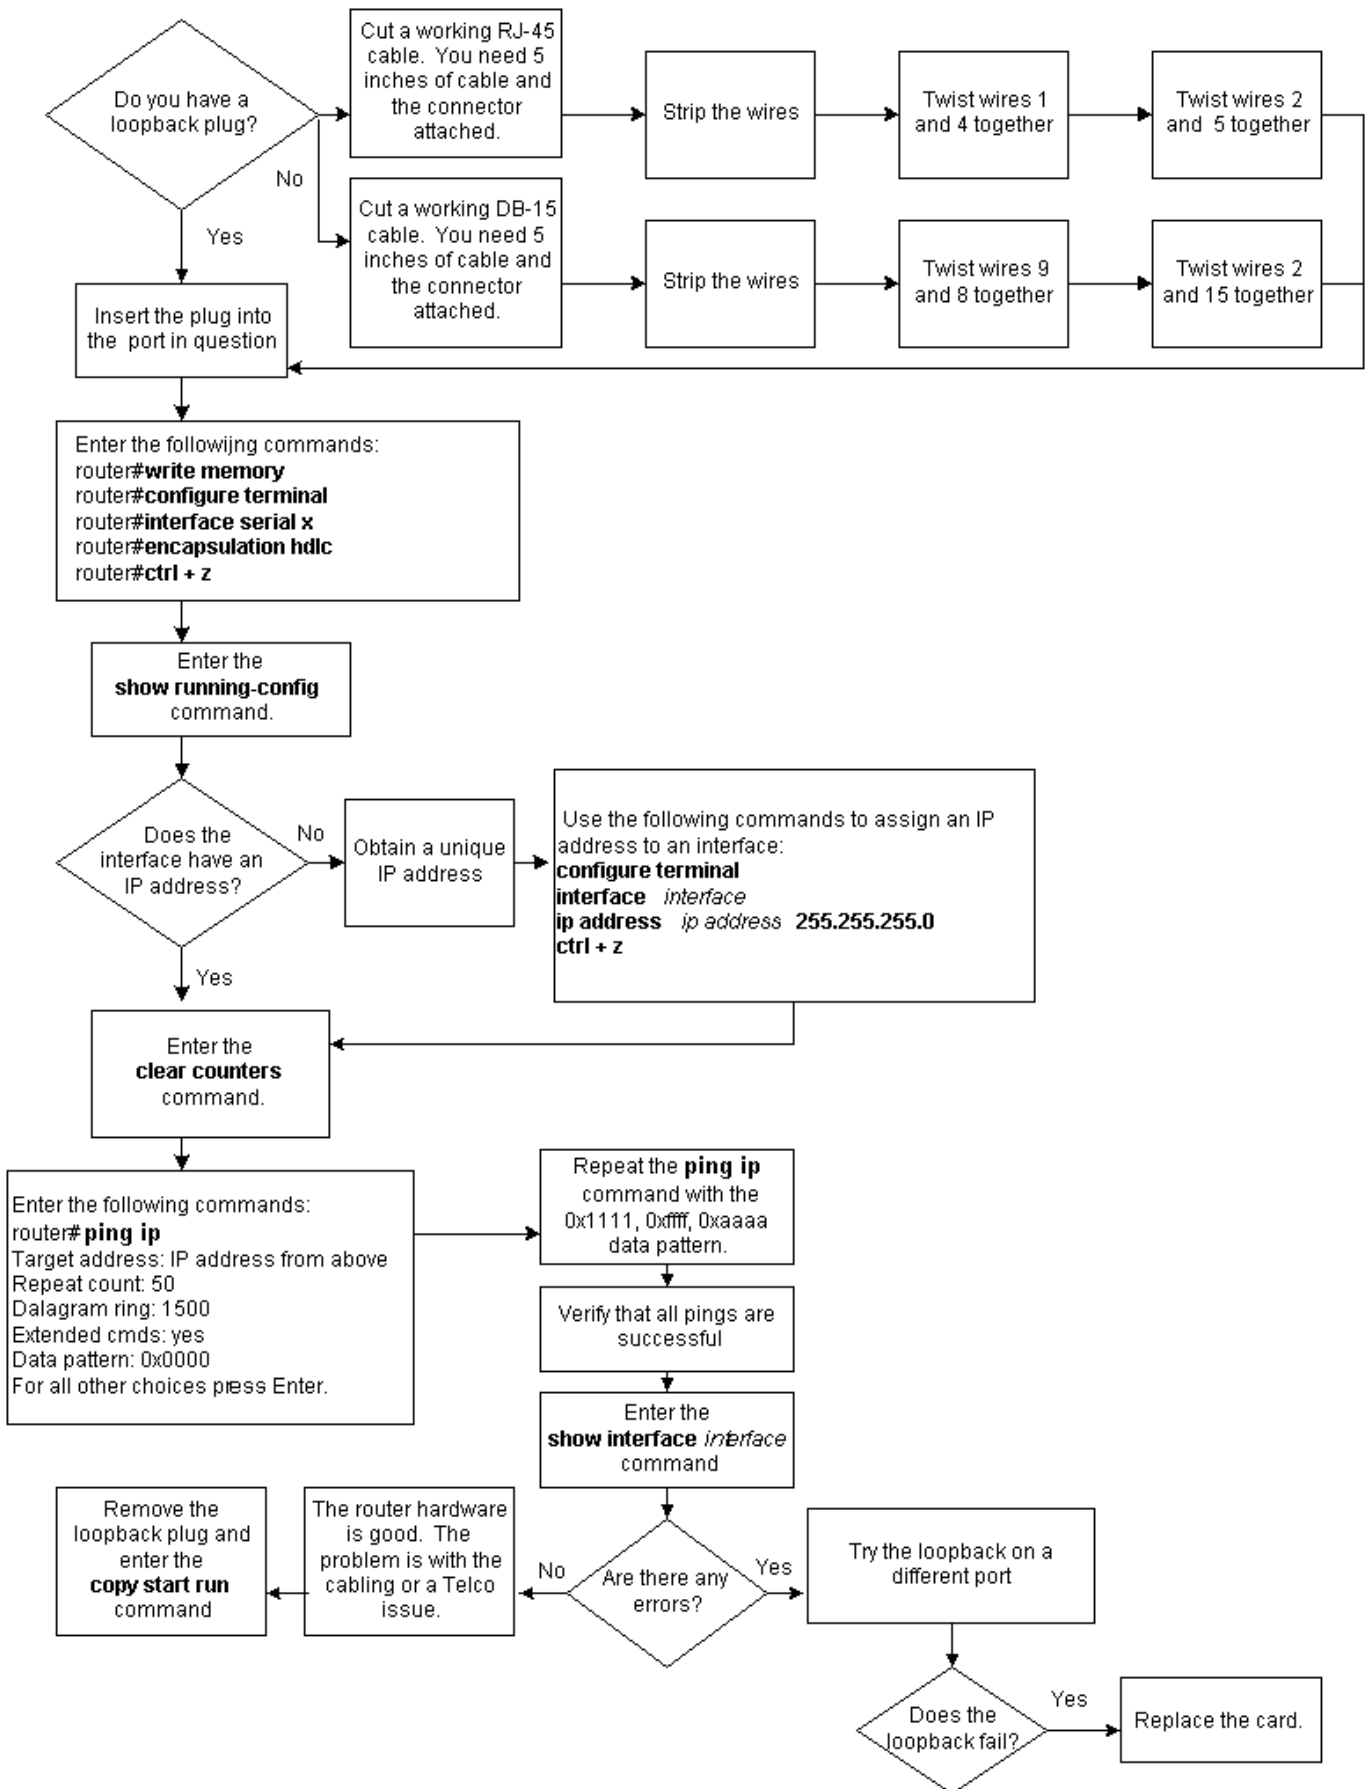 Do you have a
loopback plug?
No
Yes
Cut a working RJ-45
cable. You need 5
inches of cable and
the connector
attached.
Strip the wires
Twist wires 1
and 4 together
Twist wires 2
and 5 together
Cut a working DB-15
cable. You need 5
inches of cable and
the connector
attached.
Strip the wires
Twist wires 9
and 8 together
Twist wires 2
and 15 together
Insert the plug into
the port in question
Enter the followijng commands:
router#write memory
router#configure terminal
router#interface serial x
router#encapsulation hdlc
router#ctrl + z
Enter the
show running-config
command.
Does the
interface have an
IP address?
No
Obtain a unique
IP address
Use the following commands to assign an IP
address to an interface:
configure terminal
interface interface
ip address ip address 255.255.255.0
ctrl + z
Yes
Enter the
clear counters
command.
Enter the following commands:
router# ping ip
Target address: IP address from above
Repeat count: 50
Dalagram ring: 1500
Extended cmds: yes
Data pattern: 0x0000
For all other choices press Enter.
Repeat the ping ip
command with the
0x1111, 0xffff, 0xaaaa
data pattern.
Verify that all pings are
successful
Enter the
show interface interface
command
Are there any
errors?
No
The router hardware
is good. The
problem is with the
cabling or a Telco
issue.
Remove the
loopback plug and
enter the
copy start run
command
Yes
Try the loopback on a
different port
Does the
loopback fail?
Yes
Replace the card.